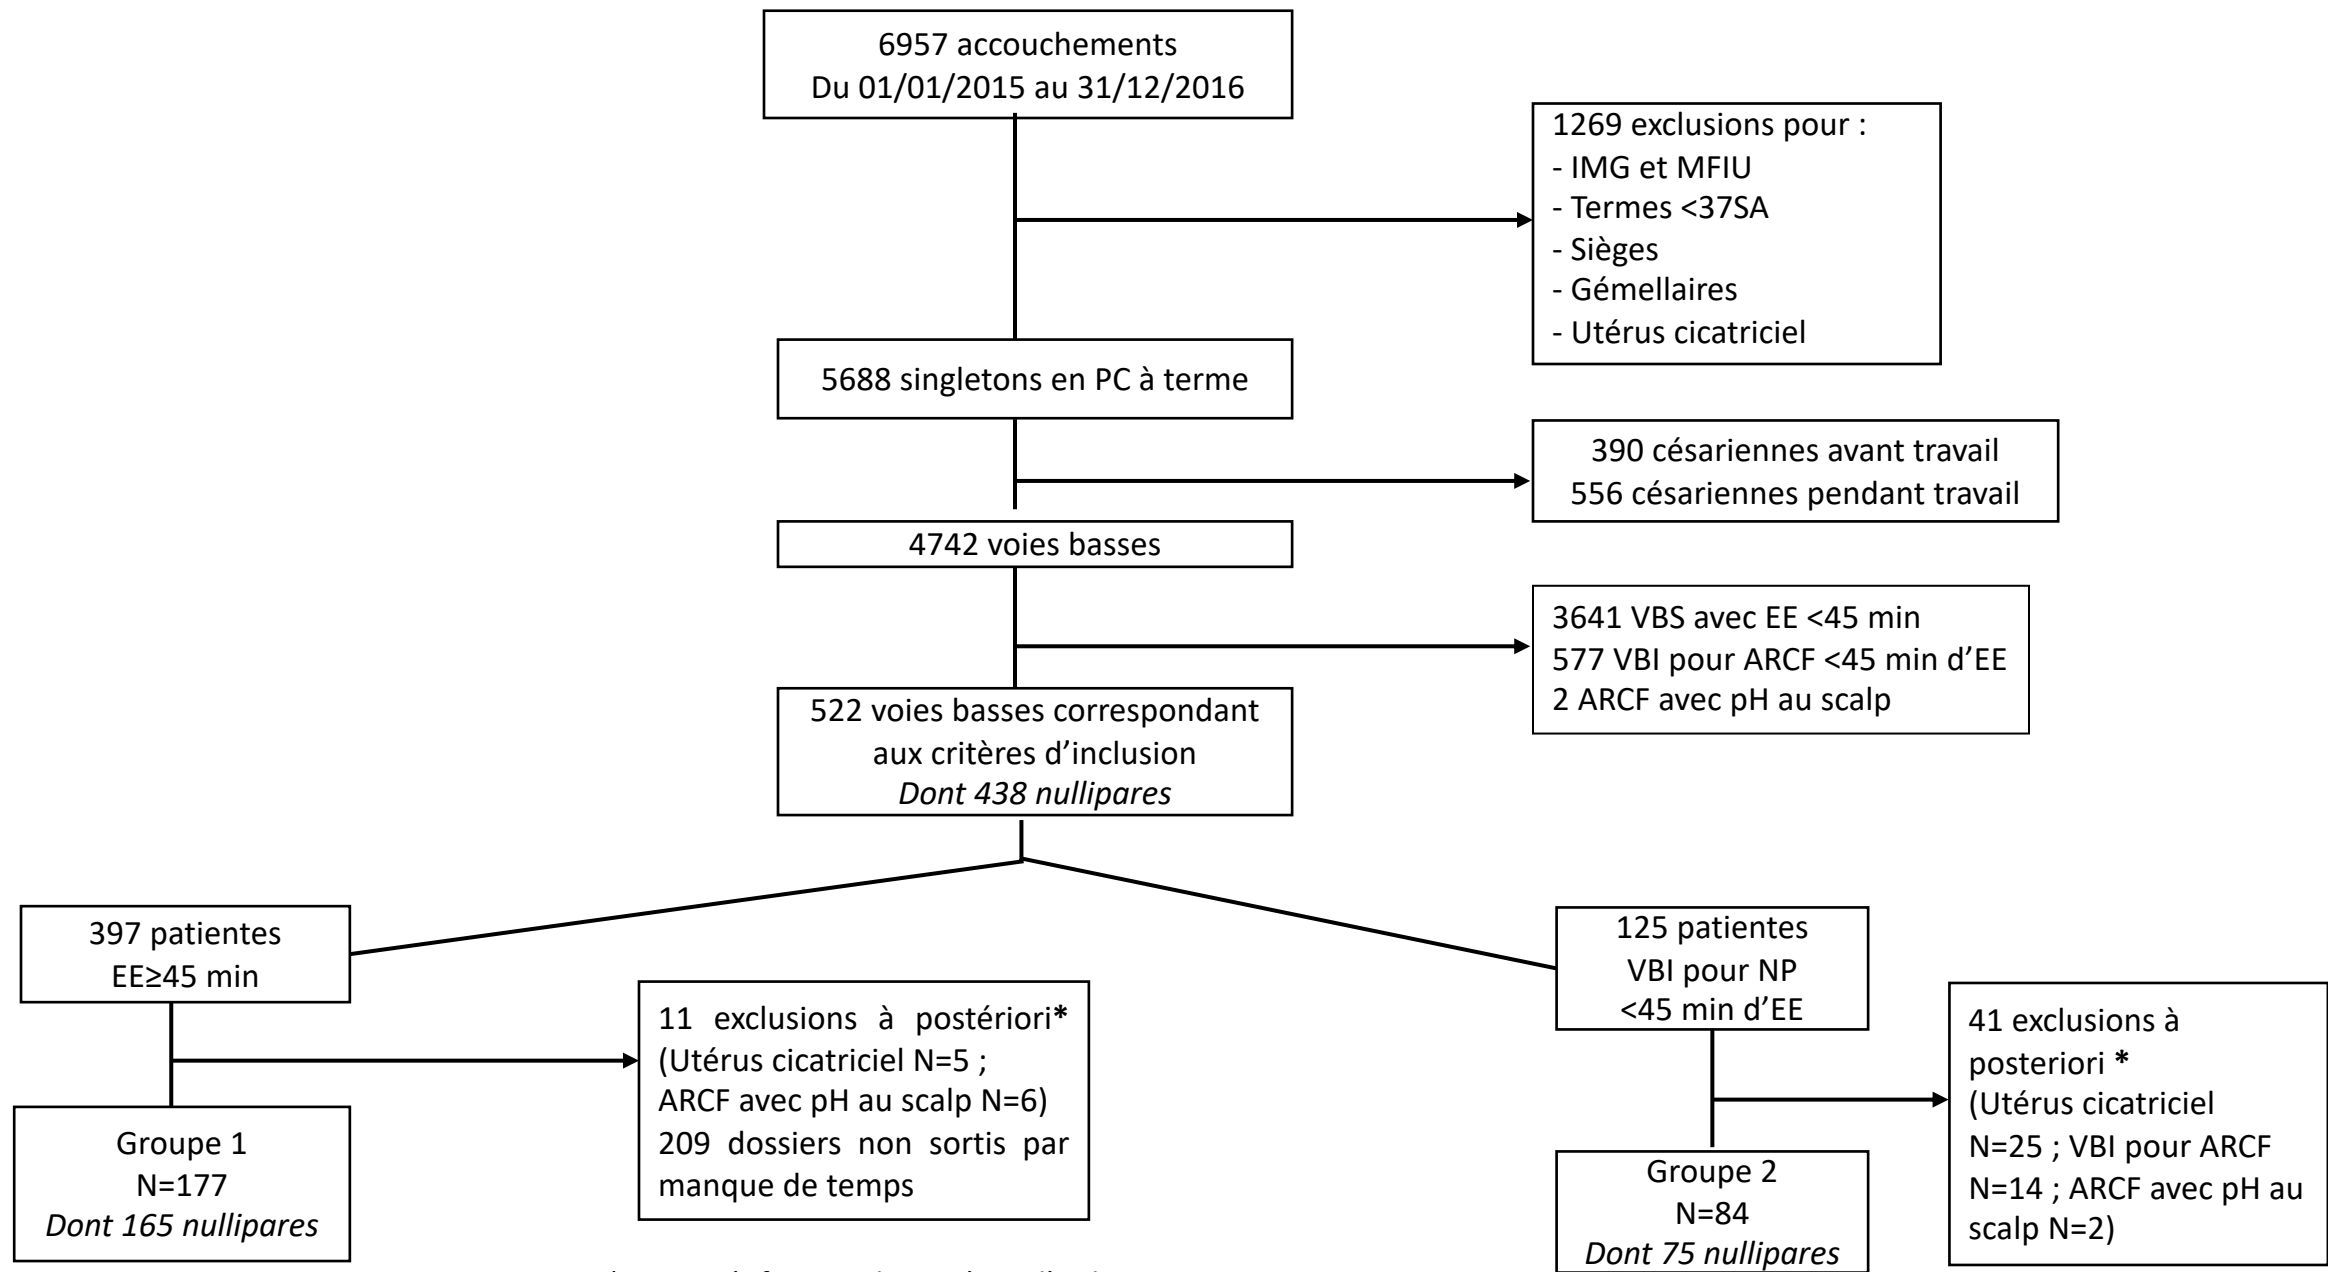 6957 accouchements
Du 01/01/2015 au 31/12/2016
1269 exclusions pour :
- IMG et MFIU
- Termes <37SA
- Sièges
- Gémellaires
- Utérus cicatriciel
5688 singletons en PC à terme
390 césariennes avant travail
556 césariennes pendant travail
4742 voies basses
3641 VBS avec EE <45 min
577 VBI pour ARCF <45 min d’EE
2 ARCF avec pH au scalp
522 voies basses correspondant
aux critères d’inclusion
Dont 438 nullipares
397 patientes
EE≥45 min
125 patientes
VBI pour NP
<45 min d’EE
11 exclusions à postériori*
(Utérus cicatriciel N=5 ;
ARCF avec pH au scalp N=6)
209 dossiers non sortis par
manque de temps
41 exclusions à
posteriori *
(Utérus cicatriciel
N=25 ; VBI pour ARCF
N=14 ; ARCF avec pH au
scalp N=2)
Groupe 1
N=177
Dont 165 nullipares
Groupe 2
N=84
Dont 75 nullipares